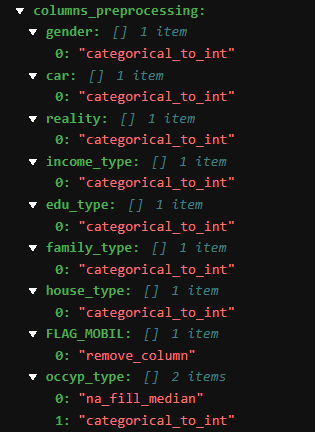 columns_preprocessing:
gender: [] 1 item
0: "categorical_to_int"
car: [] 1 item
0: "categorical_to_int"
reality: [] 1 item
0: "categorical_to_int"
income_type: [] 1 item
0: "categorical_to_int"
edu_type: [] 1 item
0: "categorical_to_int"
family_type: [] 1 item
0: "categorical_to_int"
house_type: [] 1 item
0: "categorical_to_int"
FLAG_MOBIL: [] 1 item
0: "remove_column"
occyp_type: [] 2 items
0: "na_fill_median"
1: "categorical_to_int"